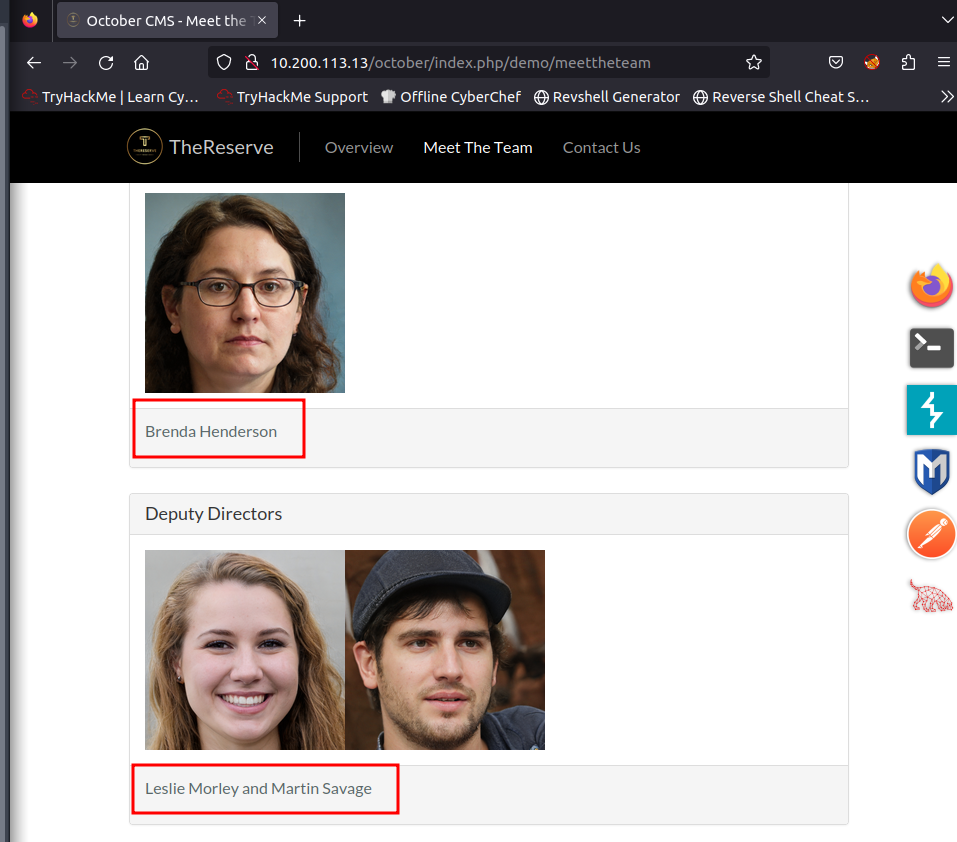 October CMS - Meet the
10.200.113.13/october/index.php/demo/meettheteam
TryHackMe | Learn Cy… TryHackMe Support Offline CyberChef Revshell Generator Reverse Shell Cheat S…
TheReserve Overview Meet The Team Contact Us
Brenda Henderson
Deputy Directors
Leslie Morley and Martin Savage